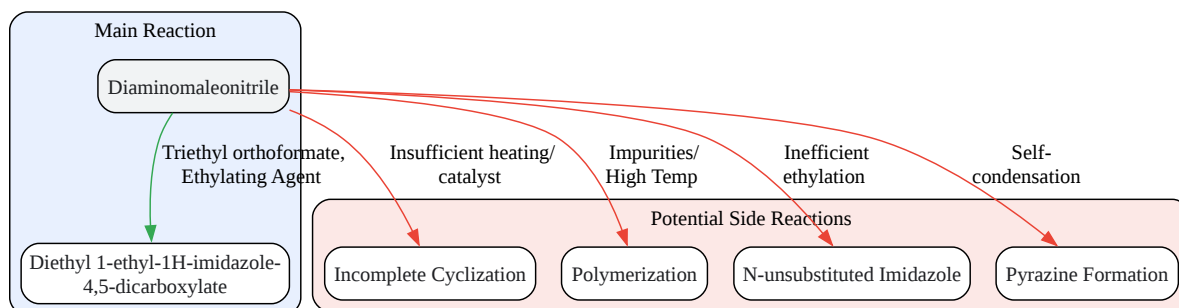 Main Reaction
Diaminomaleonitrile
Triethyl orthoformate,
Ethylating Agent
Insufficient heating/
catalyst
Impurities/
High Temp
Inefficient
ethylation
Self-
condensation
Potential Side Reactions
Diethyl 1-ethyl-1H-imidazole-
4,5-dicarboxylate
Incomplete Cyclization
Polymerization
N-unsubstituted Imidazole
Pyrazine Formation